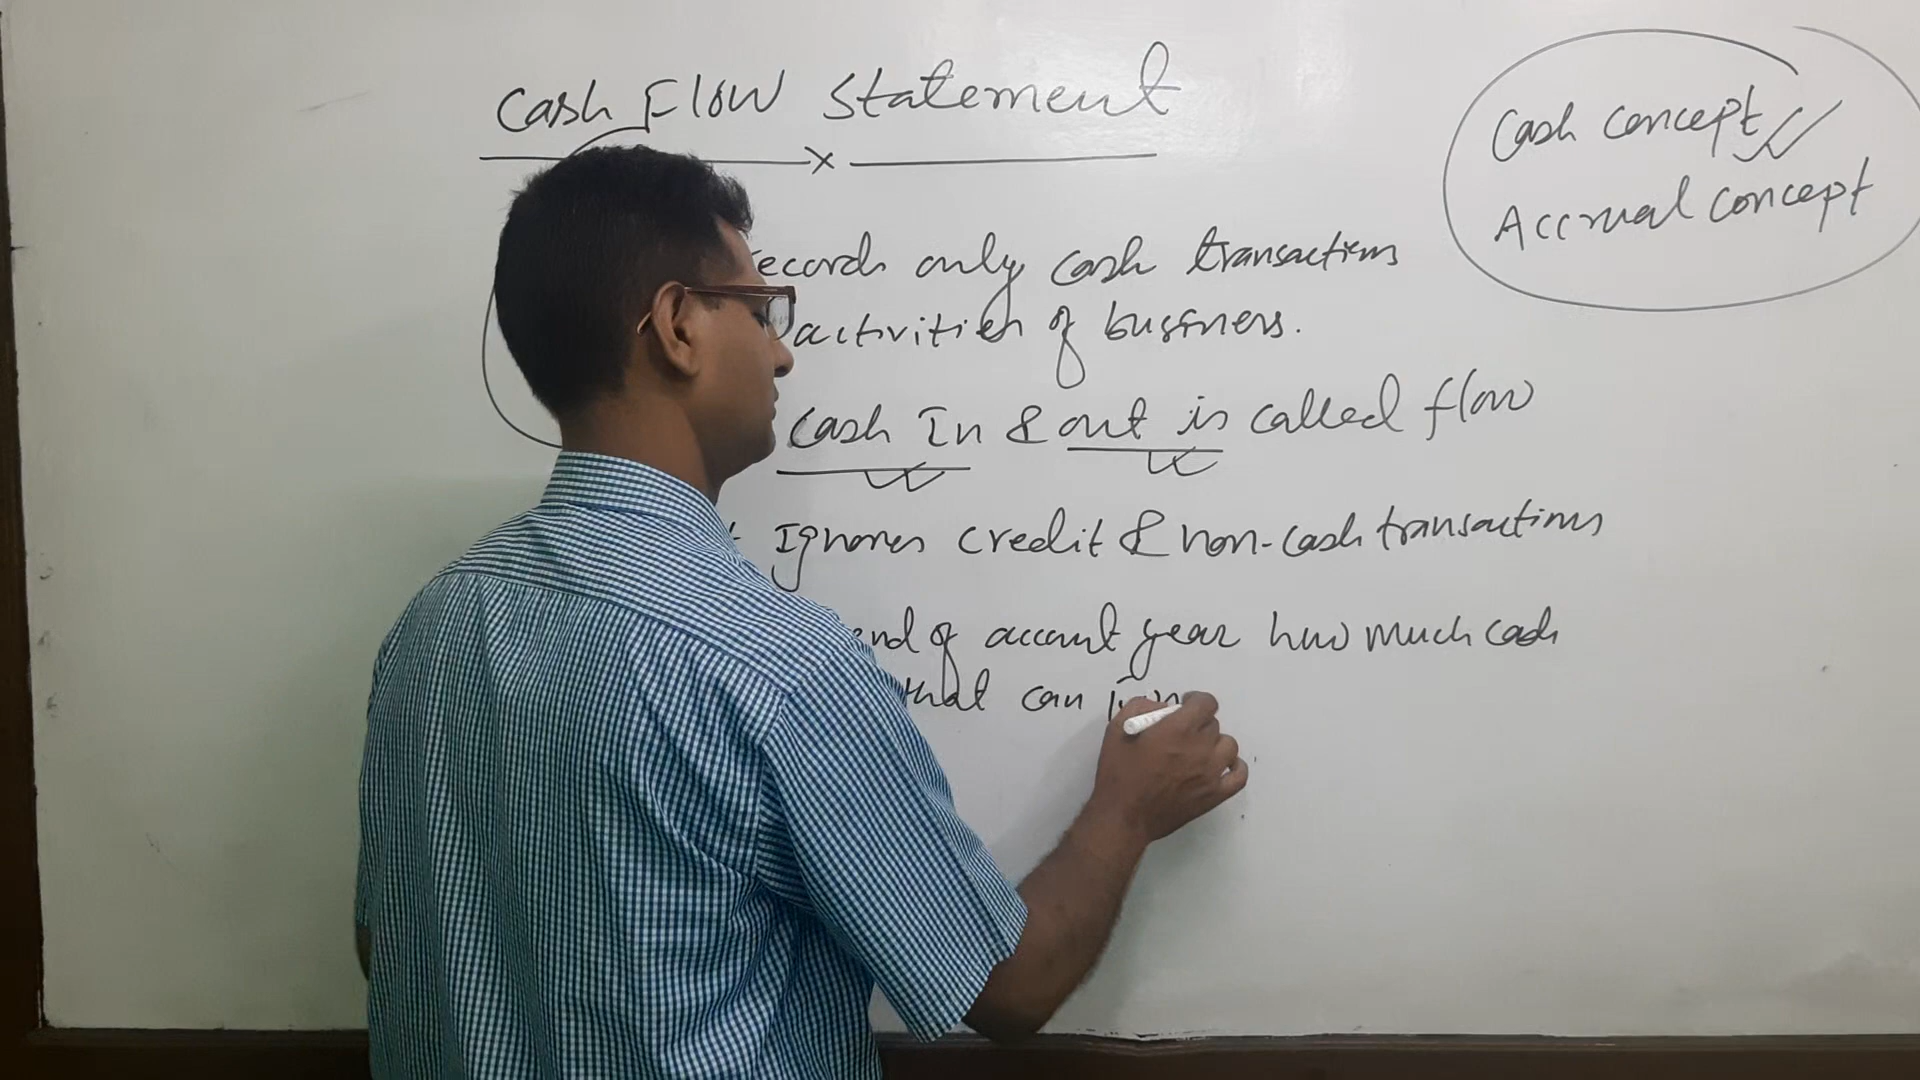 Cash Flow Statement
Cash concept
Accrual concept
records only cash transactions
activities of business.
Cash In & out is called flow
Ignores credit & non-cash transactions
end of account year how much cash
that can